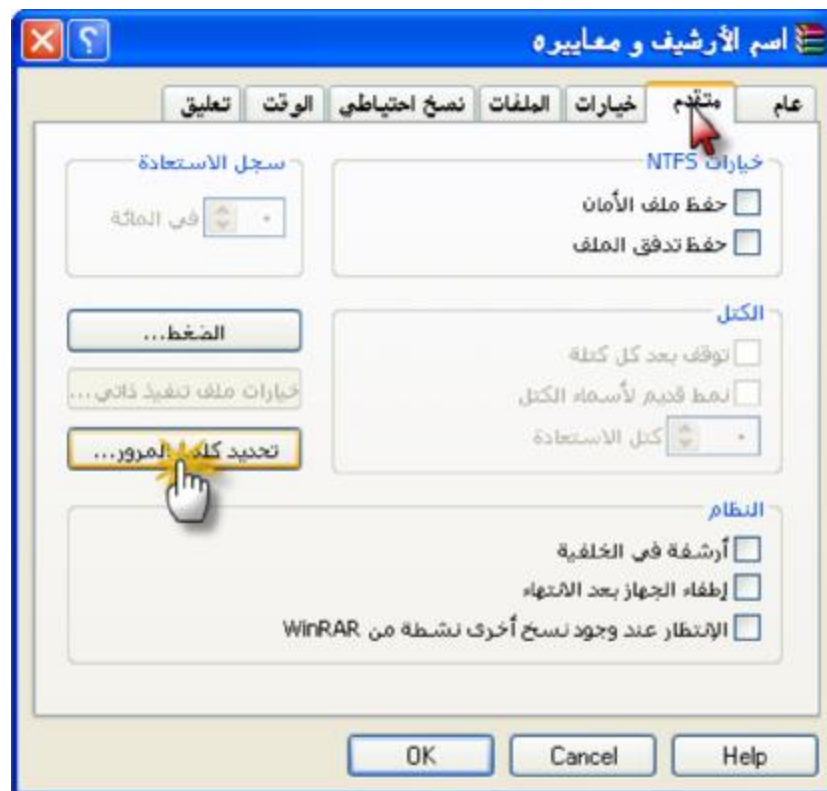 اسم الأرشيف و معاييره
عام متقدم خيارات الملفات نسخ احتياطي الوقت تعليق
خيارات NTFS
حفظ ملف الأمان
حفظ تدفق الملف
سجل الاستعادة
في المائة
الكتل
توقف بعد كل كتلة
نمط قديم لأسماء الكتل
كتل الاستعادة
الضغط...
خيارات ملف تنفيذ ذاتي...
تحديد كلمة المرور...
النظام
أرشفة في الخلفية
إطفاء الجهاز بعد الانتهاء
الانتظار عند وجود نسخ أخرى نشطة من WinRAR
OK Cancel Help